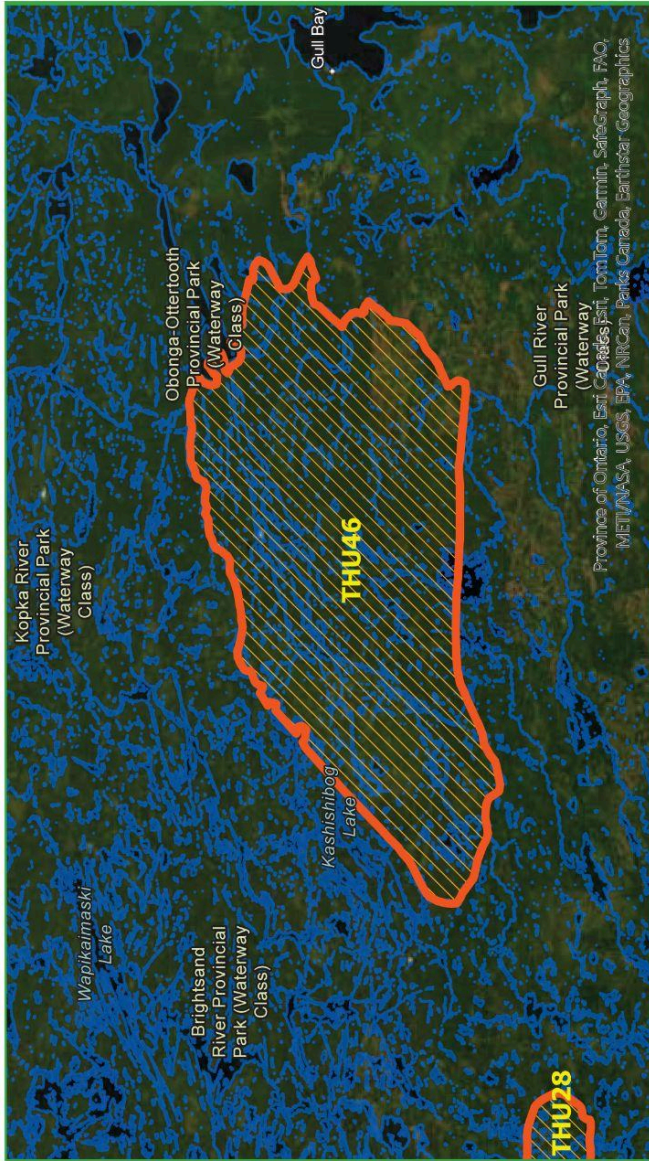 Kopka River
Provincial Park
(Waterway
Class)
Wapikaimaski
Lake
Obonga-Ottertooth
Provincial Park
(Waterway
Class)
Brightsand
River Provincial
Park (Waterway
Class)
Kashishibog
Lake
Gull Bay
THU46
Gull River
Provincial Park
(Waterway
Class)
THU28
Province of Ontario, Esri Canada, Esri, TomTom, Garmin, SafeGraph, FAO,
METI/NASA, USGS, EPA, NRCan, Parks Canada, Earthstar Geographics